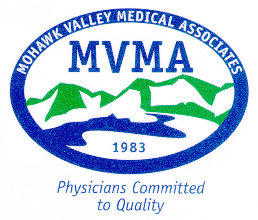 MOHAWK VALLEY MEDICAL ASSOCIATES
MVMA
1983
Physicians Committed
to Quality